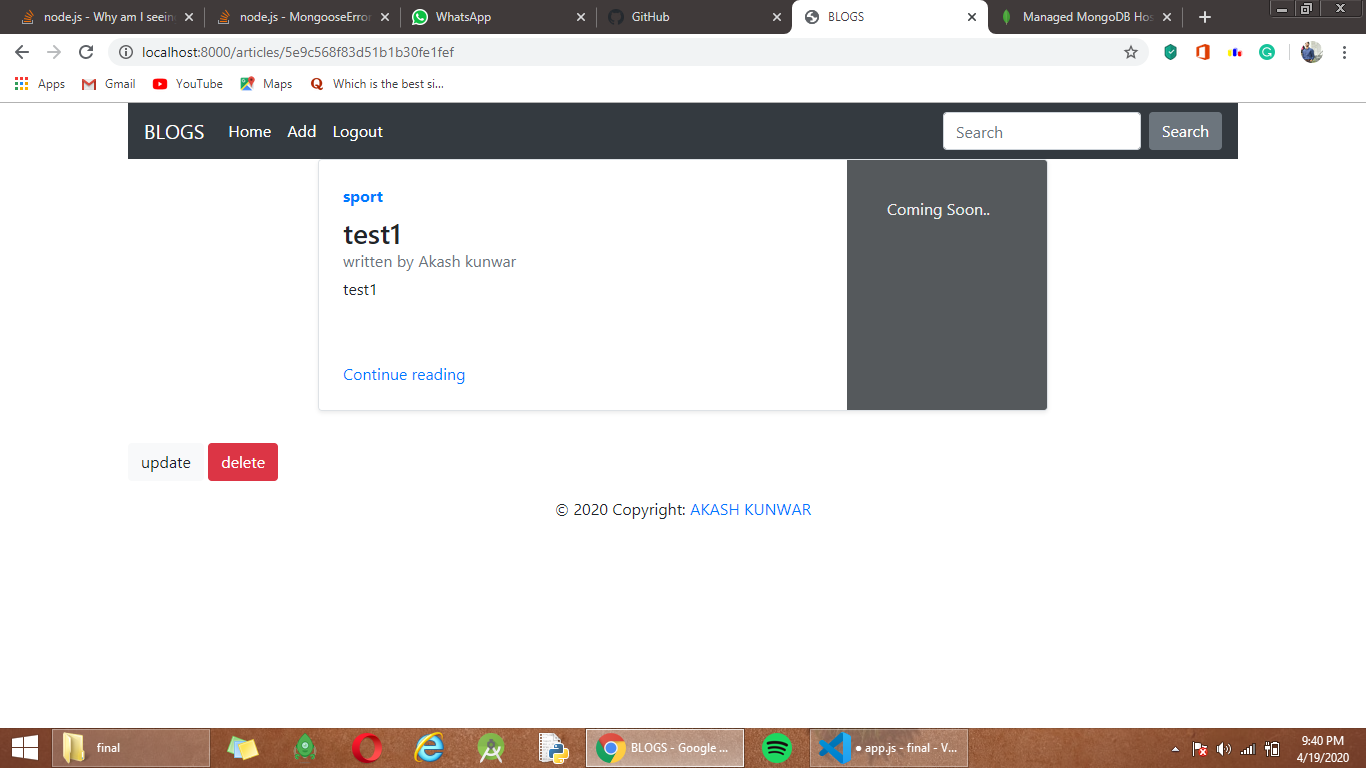 node.js - Why am I seein
node.js - MongooseError
WhatsApp
GitHub
BLOGS
Managed MongoDB Hos
localhost:8000/articles/5e9c568f83d51b1b30fe1fef
Apps
Gmail
YouTube
Maps
Which is the best si...
BLOGS
Home
Add
Logout
Search
Search
sport
test1
written by Akash kunwar
test1
Continue reading
Coming Soon..
update
delete
© 2020 Copyright: AKASH KUNWAR
final
BLOGS - Google ...
● app.js - final - V...
9:40 PM
4/19/2020